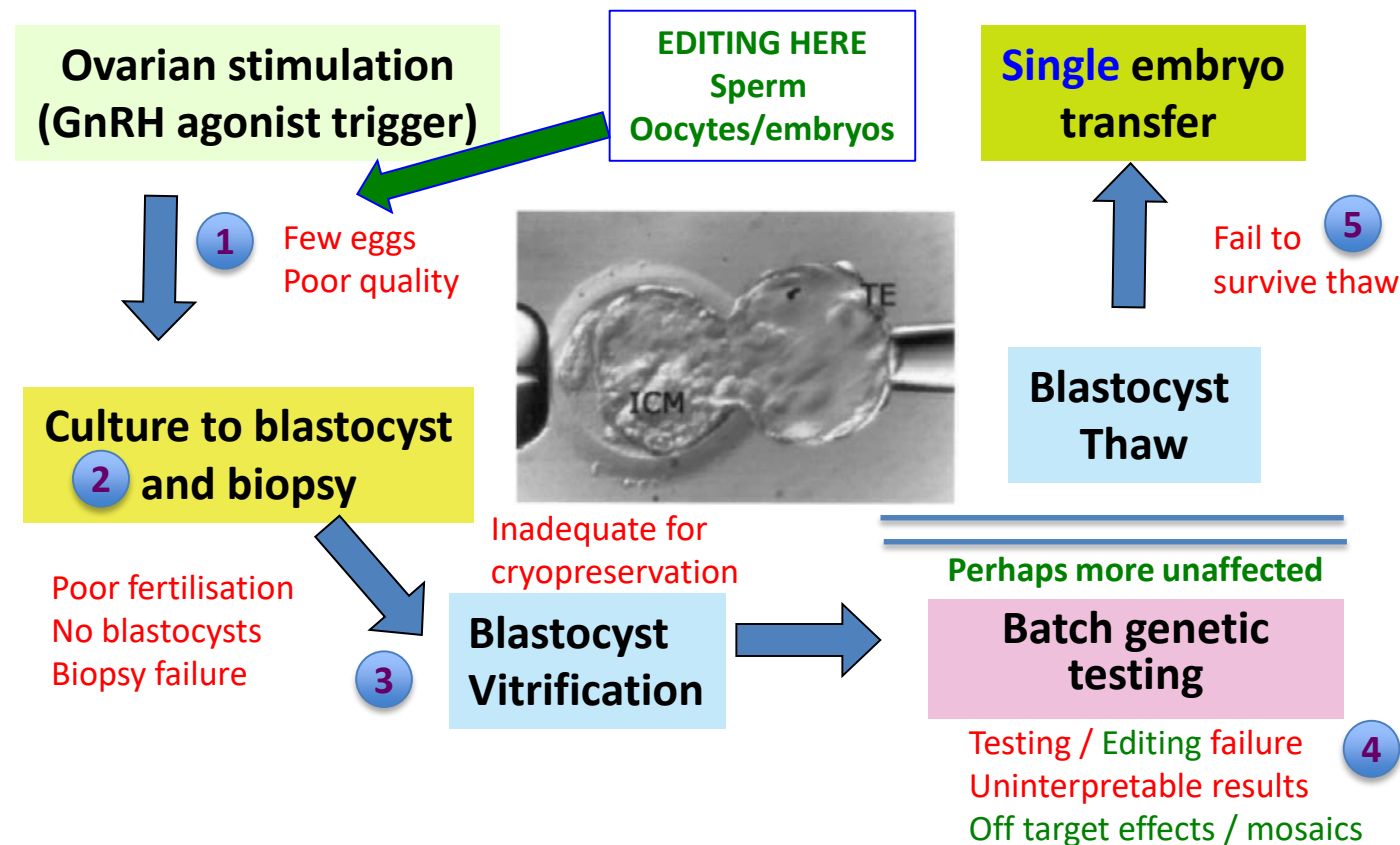 Ovarian stimulation
(GnRH agonist trigger)
EDITING HERE
Sperm
Oocytes/embryos
Single embryo
transfer
1
Few eggs
Poor quality
5
Fail to
survive thaw
TE
ICM
Culture to blastocyst
2 and biopsy
Blastocyst
Thaw
Inadequate for
cryopreservation
Poor fertilisation
No blastocysts
Biopsy failure
3
Blastocyst
Vitrification
Perhaps more unaffected
Batch genetic
testing
Testing / Editing failure
4
Uninterpretable results
Off target effects / mosaics